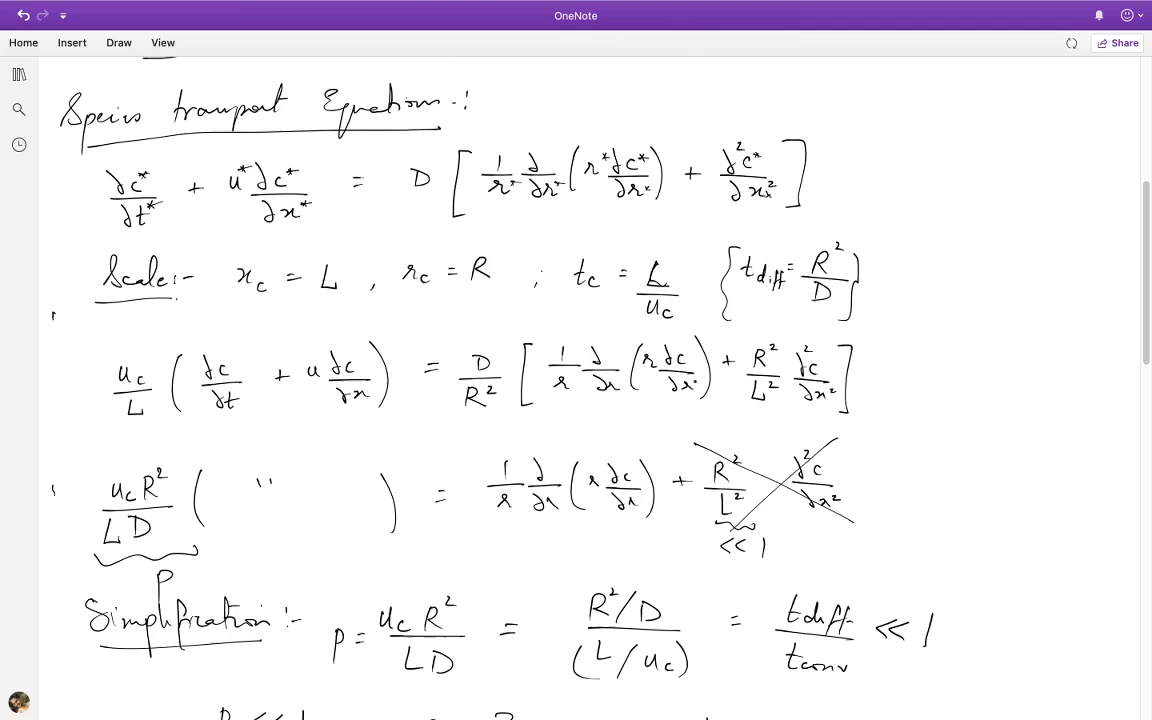 OneNote
Home Insert Draw View Share
Species transport Equation :
∂c*/∂t* + u* ∂c*/∂x* = D [ 1/r* ∂/∂r* ( r* ∂c*/∂r* ) + ∂²c*/∂x*² ]
Scale:- x_c = L , r_c = R ; t_c = L/u_c { t_diff = R²/D }
u_c/L ( ∂c/∂t + u ∂c/∂x ) = D/R² [ 1/r ∂/∂r ( r ∂c/∂r ) + R²/L² ∂²c/∂x² ]
u_c R²/LD ( " ) = 1/r ∂/∂r ( r ∂c/∂r ) + R²/L² ∂²c/∂x²
<< 1
P
Simplification :- P = u_c R²/LD = R²/D/(L/u_c) = t_diff/t_conv << 1